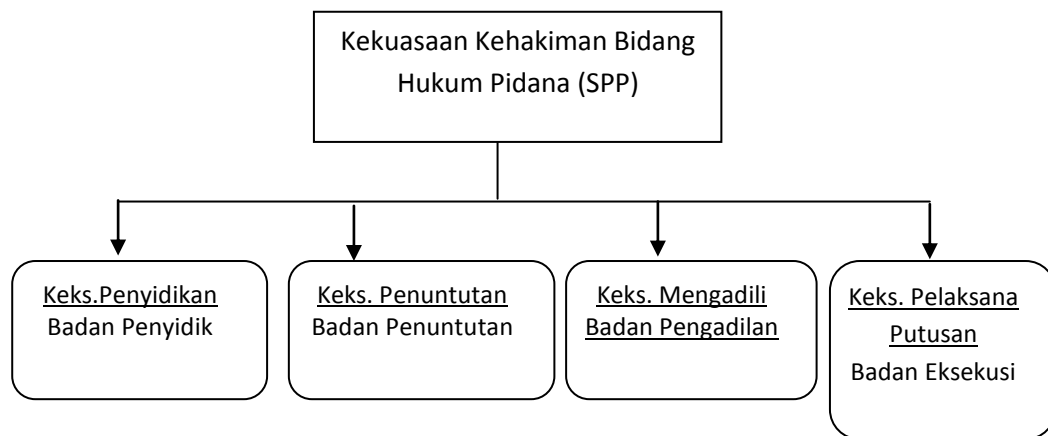 Kekuasaan Kehakiman Bidang
Hukum Pidana (SPP)
Keks.Penyidikan
Badan Penyidik
Keks. Penuntutan
Badan Penuntutan
Keks. Mengadili
Badan Pengadilan
Keks. Pelaksana
Putusan
Badan Eksekusi